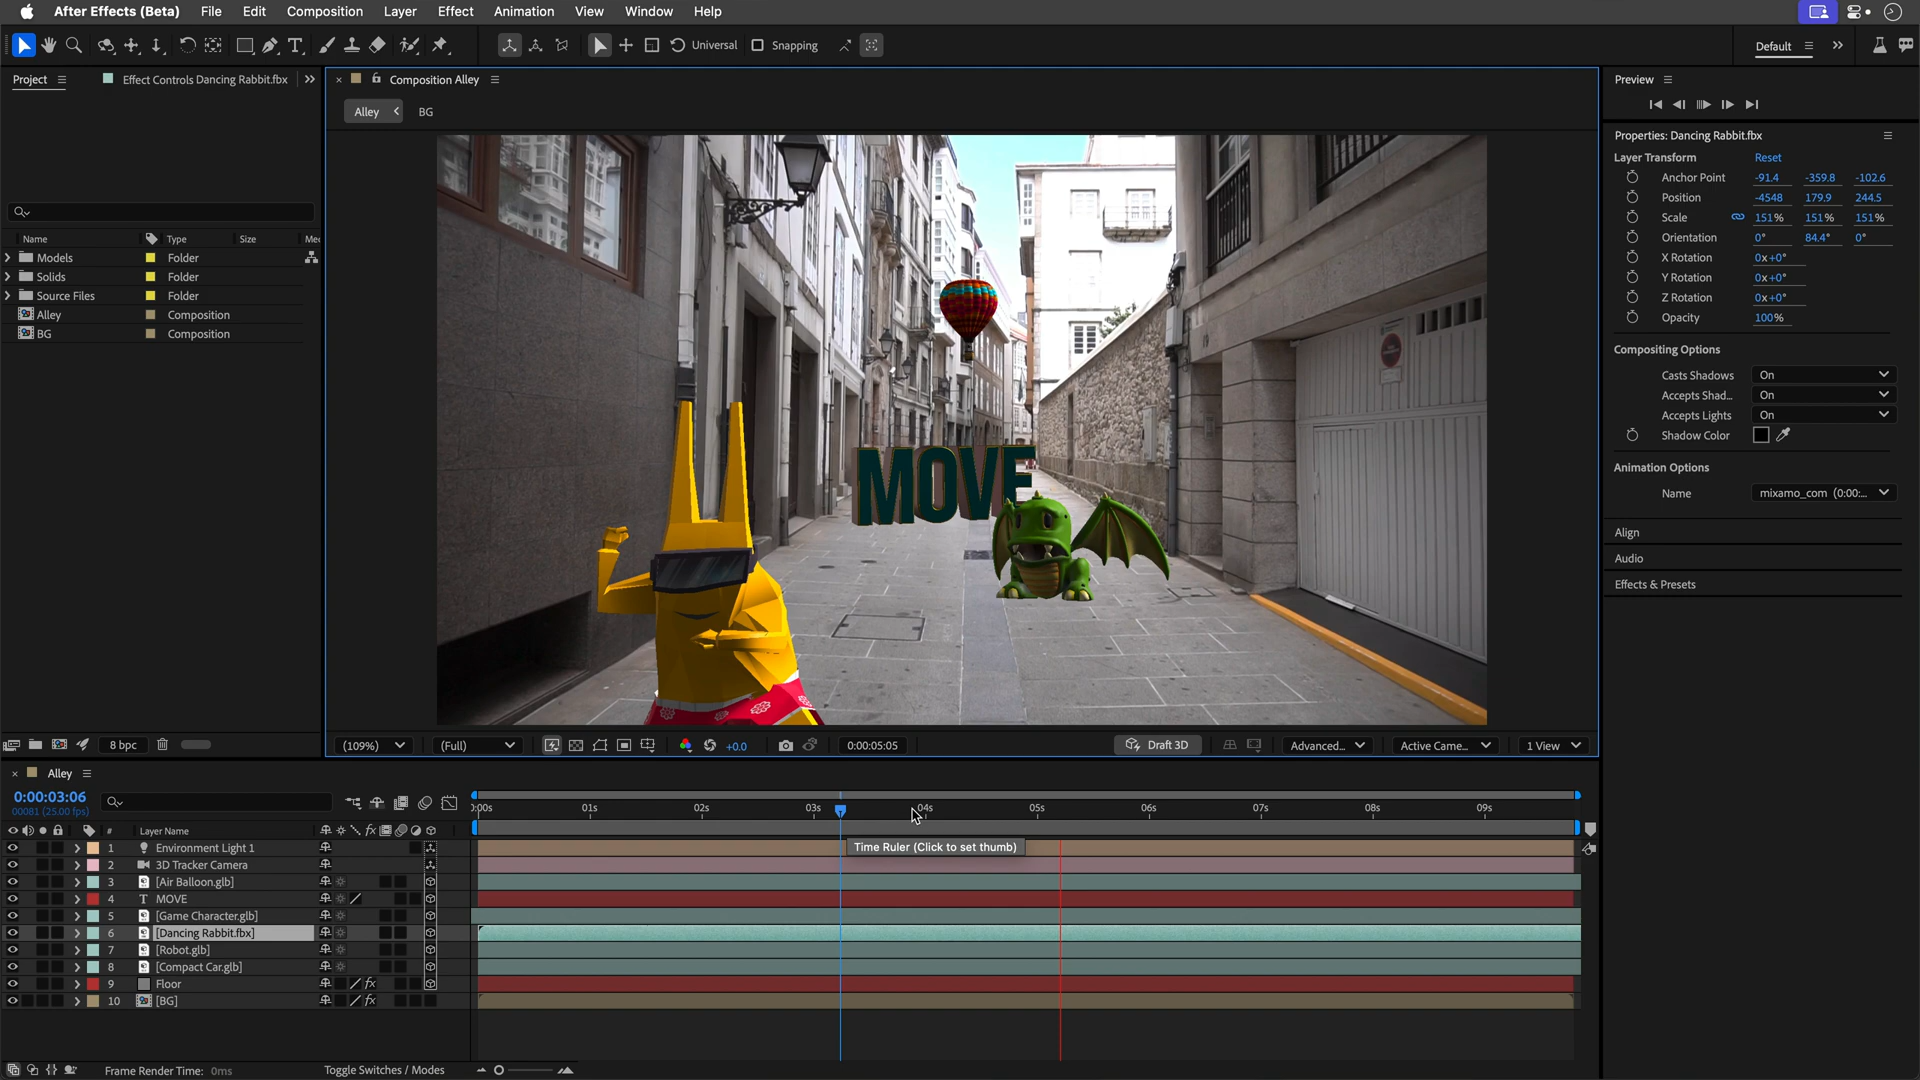 After Effects (Beta) File Edit Composition Layer Effect Animation View Window Help
Universal Snapping Default
Project Effect Controls Dancing Rabbit.fbx
Name Type Size
Models Folder
Solids Folder
Source Files Folder
Alley Composition
BG Composition
8 bpc
Composition Alley
Alley BG
MOVE
(109%) (Full) +0.0 0:00:05:05 Draft 3D Advanced... Active Came... 1 View
Preview
Properties: Dancing Rabbit.fbx
Layer Transform Reset
Anchor Point -91.4 -359.8 -102.6
Position -4548 179.9 244.5
Scale 151% 151% 151%
Orientation 0° 84.4° 0°
X Rotation 0x+0°
Y Rotation 0x+0°
Z Rotation 0x+0°
Opacity 100%
Compositing Options
Casts Shadows On
Accepts Shad... On
Accepts Lights On
Shadow Color
Animation Options
Name mixamo_com (0:00:...
Align
Audio
Effects & Presets
Alley
0:00:03:06
00081 (25.00 fps)
# Layer Name
:00s 01s 02s 03s 04s 05s 06s 07s 08s 09s
Time Ruler (Click to set thumb)
1 Environment Light 1
2 3D Tracker Camera
3 [Air Balloon.glb]
4 T MOVE
5 [Game Character.glb]
6 [Dancing Rabbit.fbx]
7 [Robot.glb]
8 [Compact Car.glb]
9 Floor fx
10 [BG] fx
Frame Render Time: 0ms Toggle Switches / Modes